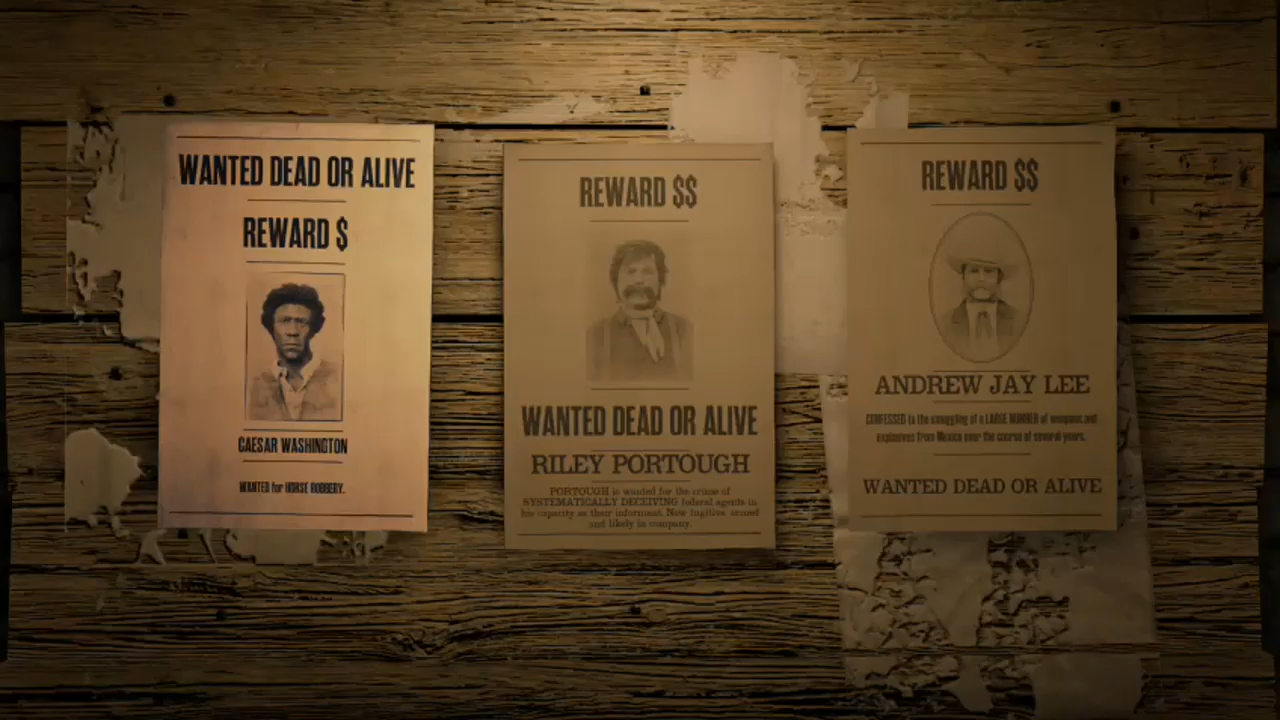 WANTED DEAD OR ALIVE
REWARD $
CAESAR WASHINGTON
WANTED for HORSE ROBBERY.
REWARD $$
WANTED DEAD OR ALIVE
RILEY PORTOUGH
PORTOUGH is wanted for the crime of
SYSTEMATICALLY DECEIVING federal agents in
his capacity as their informant. Now fugitive armed
and likely in company.
REWARD $$
ANDREW JAY LEE
CONFESSED to the smuggling of a LARGE NUMBER of weapons and
explosives from Mexico over the course of several years.
WANTED DEAD OR ALIVE